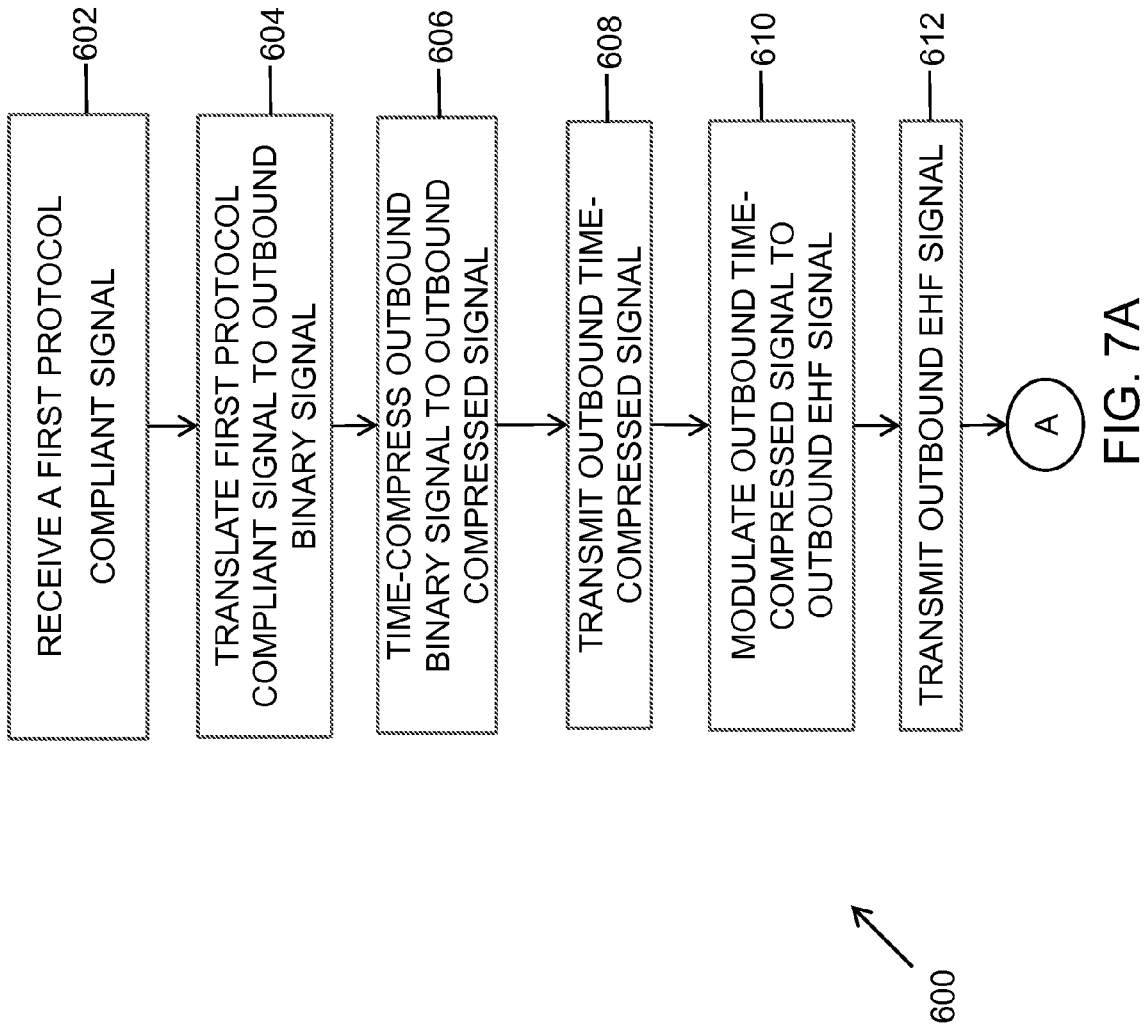 RECEIVE A FIRST PROTOCOL
COMPLIANT SIGNAL
602
TRANSLATE FIRST PROTOCOL
COMPLIANT SIGNAL TO OUTBOUND
BINARY SIGNAL
604
TIME-COMPRESS OUTBOUND
BINARY SIGNAL TO OUTBOUND
COMPRESSED SIGNAL
606
TRANSMIT OUTBOUND TIME-
COMPRESSED SIGNAL
608
MODULATE OUTBOUND TIME-
COMPRESSED SIGNAL TO
OUTBOUND EHF SIGNAL
610
TRANSMIT OUTBOUND EHF SIGNAL
612
A
600
FIG. 7A